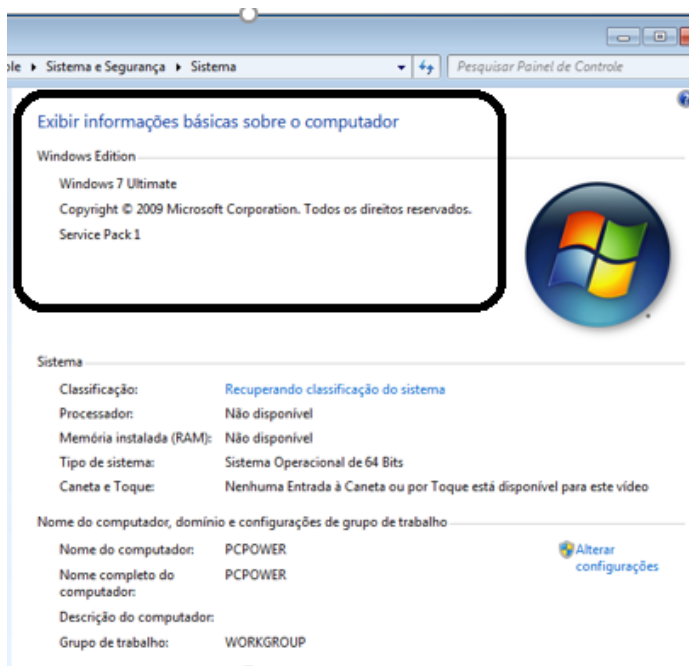 ole ▸ Sistema e Segurança ▸ Sistema
Pesquisar Painel de Controle
Exibir informações básicas sobre o computador
Windows Edition
Windows 7 Ultimate
Copyright © 2009 Microsoft Corporation. Todos os direitos reservados.
Service Pack 1
Sistema
Classificação: Recuperando classificação do sistema
Processador: Não disponível
Memória instalada (RAM): Não disponível
Tipo de sistema: Sistema Operacional de 64 Bits
Caneta e Toque: Nenhuma Entrada à Caneta ou por Toque está disponível para este vídeo
Nome do computador, domínio e configurações de grupo de trabalho
Nome do computador: PCPOWER
Alterar
configurações
Nome completo do
computador: PCPOWER
Descrição do computador:
Grupo de trabalho: WORKGROUP